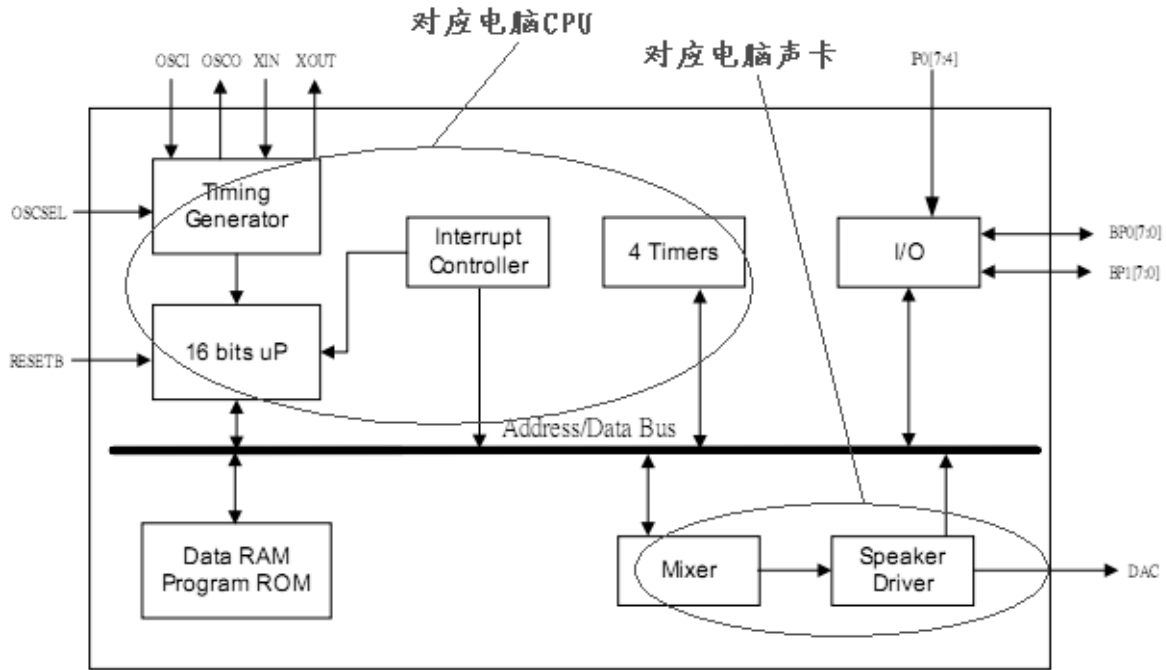 对应电脑CPU
对应电脑声卡
OSCI OSCO XIN XOUT
P0[7:4]
Timing
Generator
OSCSEL
Interrupt
Controller
4 Timers
I/O
BP0[7:0]
BP1[7:0]
16 bits uP
RESETB
Address/Data Bus
Data RAM
Program ROM
Mixer
Speaker
Driver
DAC